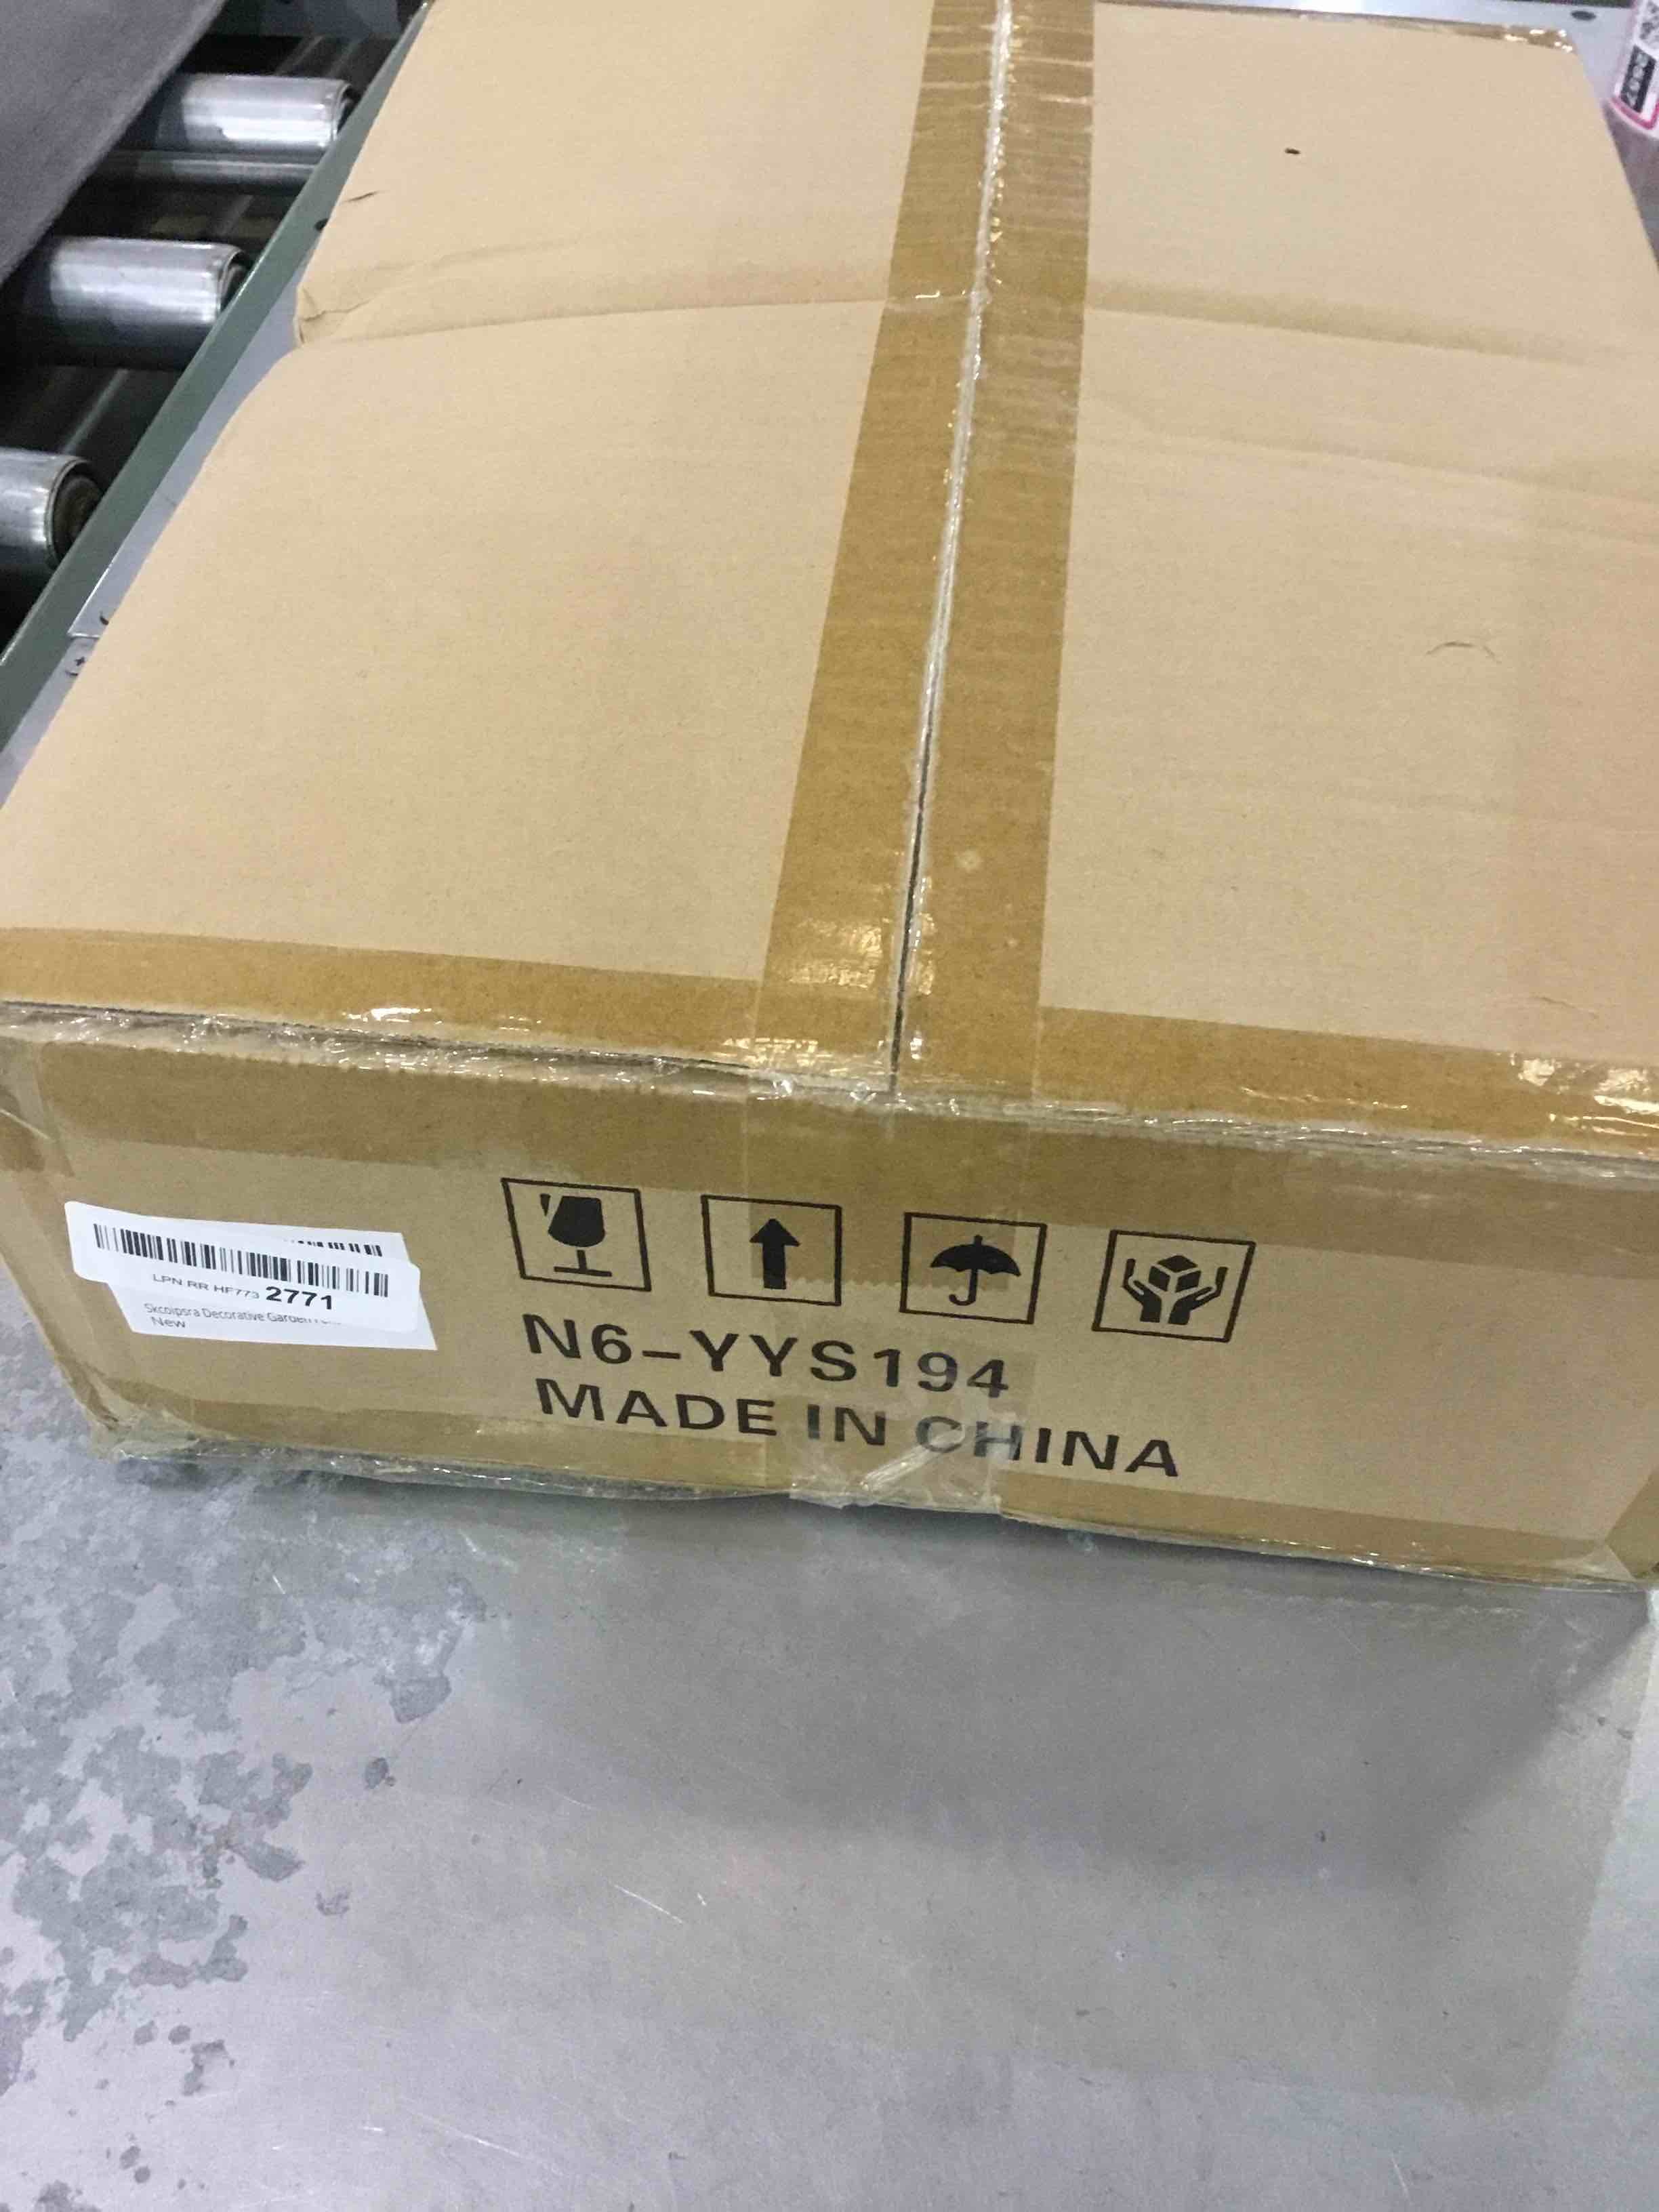 LPN RR HF773 2771
Skcoipsra Decorative Garden
New
N6-YYS194
MADE IN CHINA